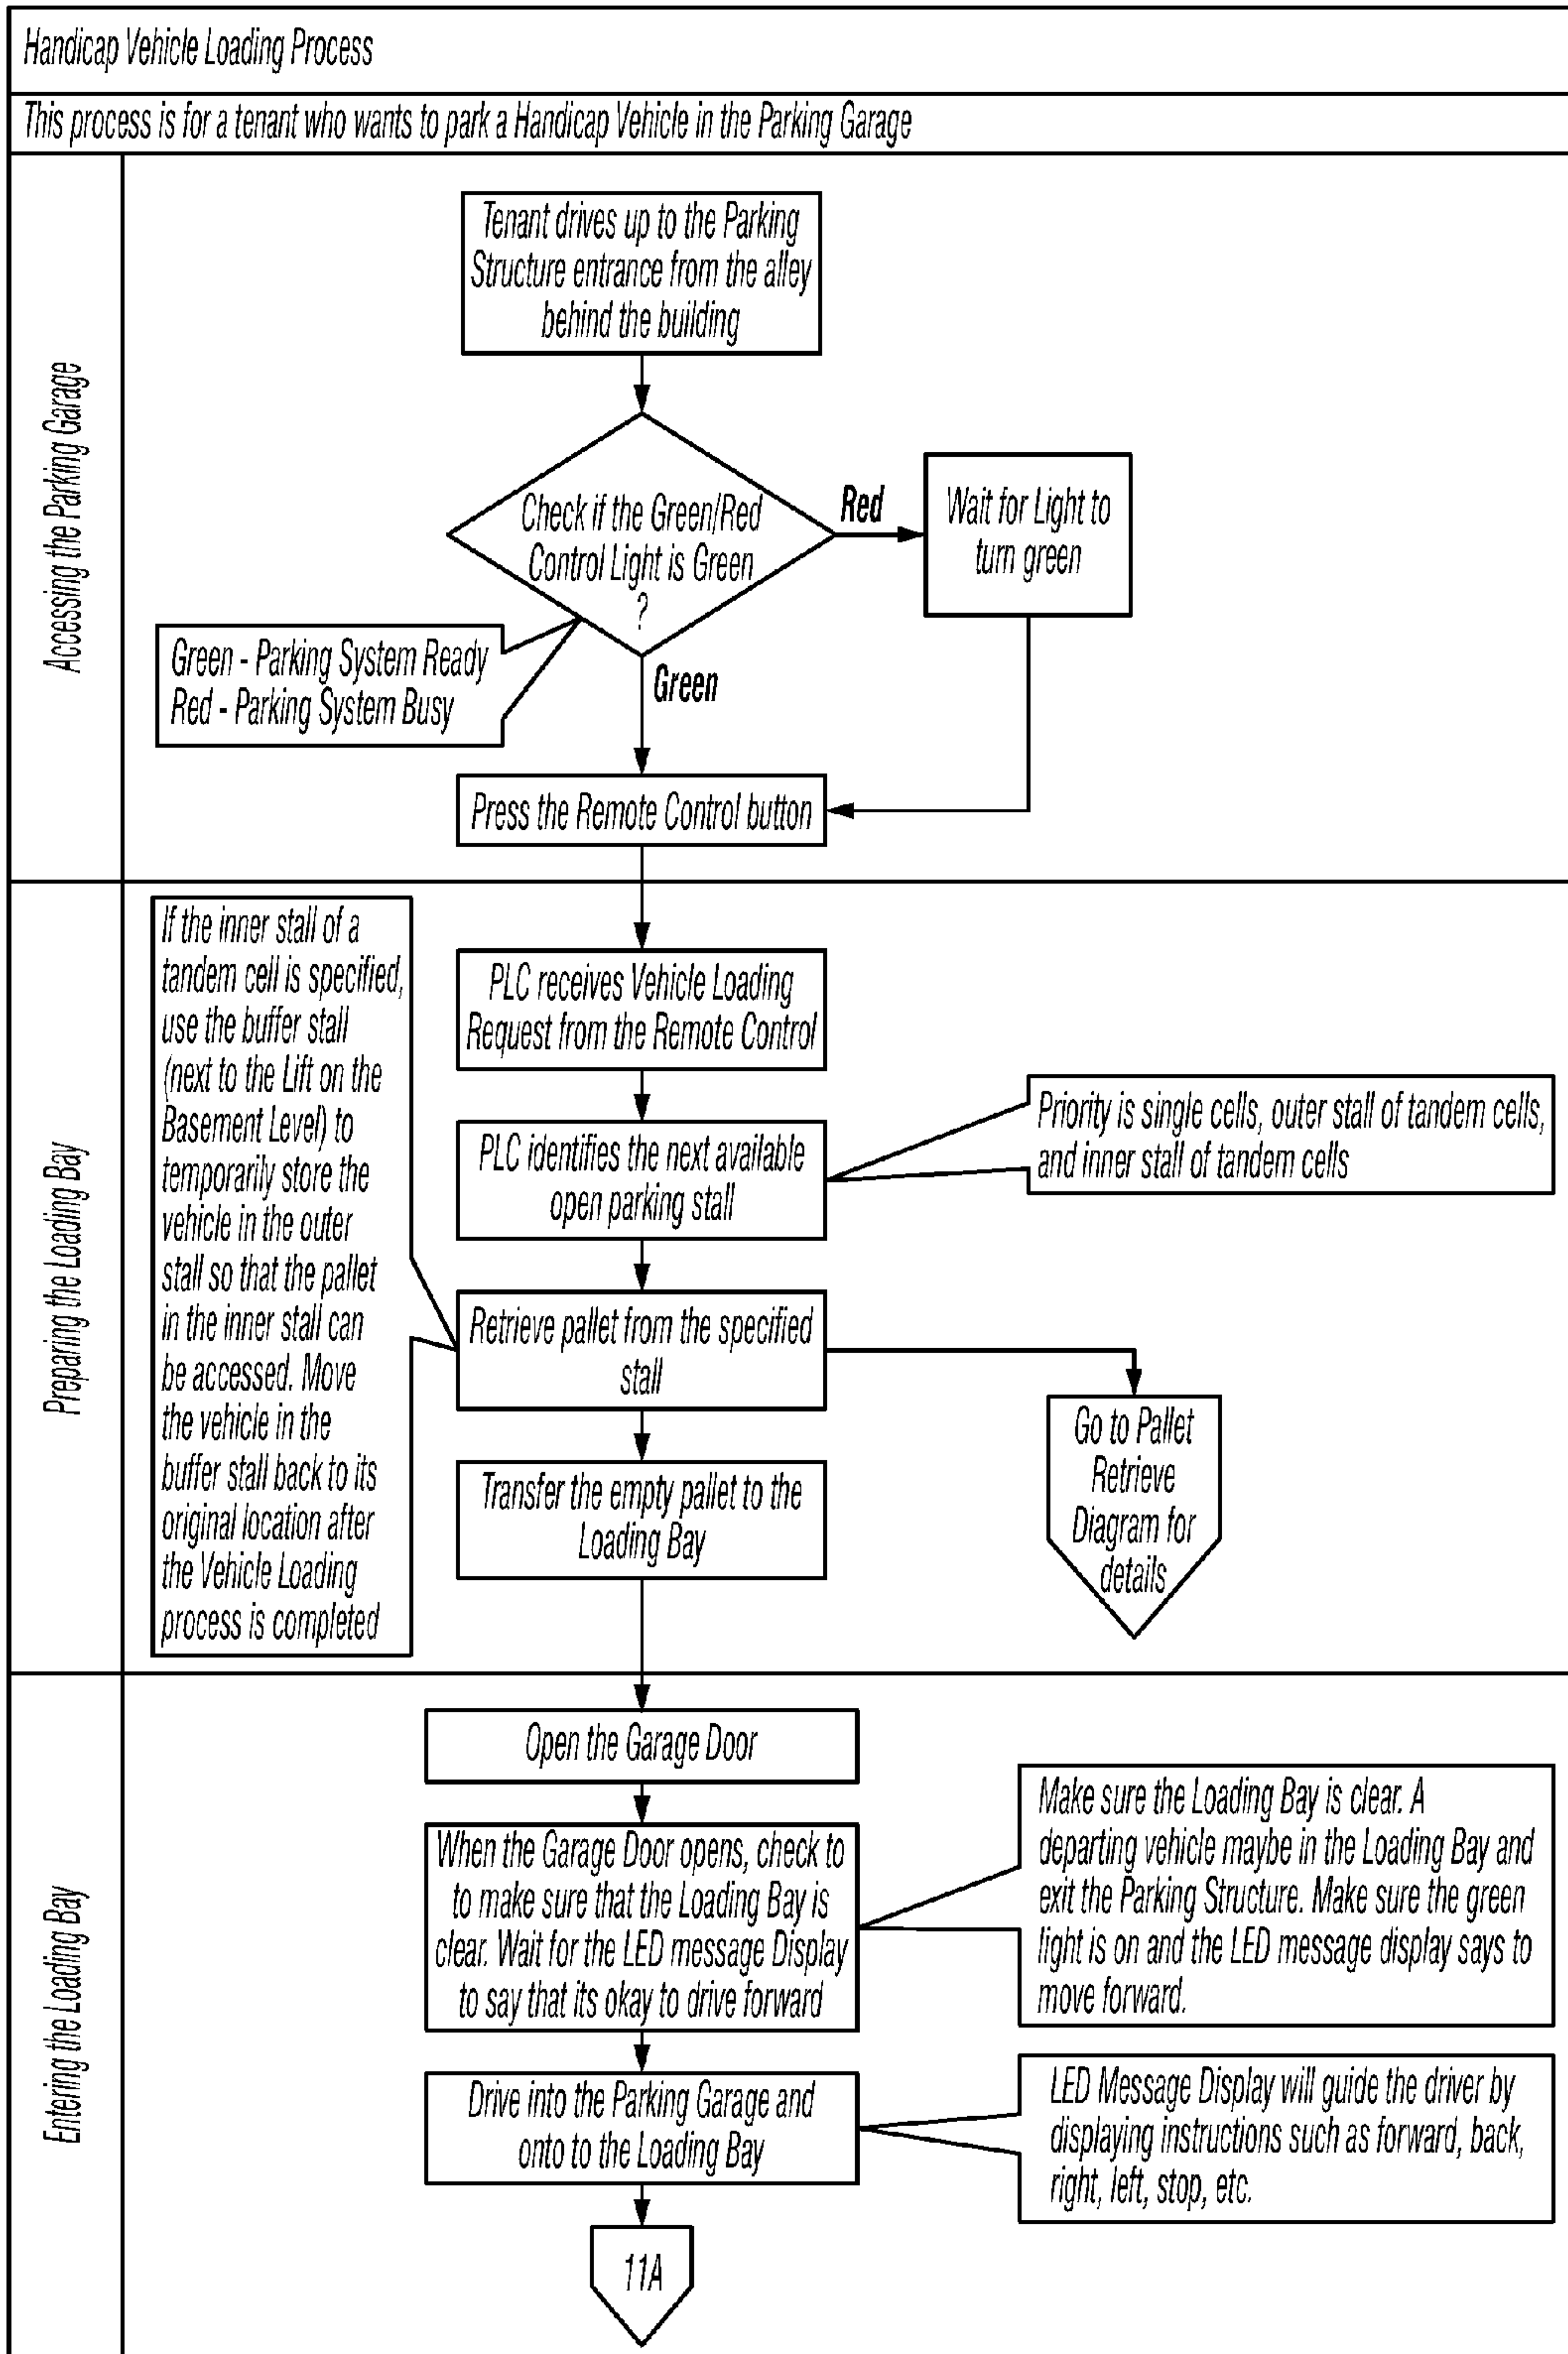 Handicap Vehicle Loading Process
This process is for a tenant who wants to park a Handicap Vehicle in the Parking Garage
Accessing the Parking Garage
Tenant drives up to the Parking
Structure entrance from the alley
behind the building
Check if the Green/Red
Control Light is Green
?
Red
Wait for Light to
turn green
Green - Parking System Ready
Red - Parking System Busy
Green
Press the Remote Control button
Preparing the Loading Bay
If the inner stall of a
tandem cell is specified,
use the buffer stall
(next to the Lift on the
Basement Level) to
temporarily store the
vehicle in the outer
stall so that the pallet
in the inner stall can
be accessed. Move
the vehicle in the
buffer stall back to its
original location after
the Vehicle Loading
process is completed
PLC receives Vehicle Loading
Request from the Remote Control
PLC identifies the next available
open parking stall
Priority is single cells, outer stall of tandem cells,
and inner stall of tandem cells
Retrieve pallet from the specified
stall
Go to Pallet
Retrieve
Diagram for
details
Transfer the empty pallet to the
Loading Bay
Entering the Loading Bay
Open the Garage Door
When the Garage Door opens, check to
to make sure that the Loading Bay is
clear. Wait for the LED message Display
to say that its okay to drive forward
Make sure the Loading Bay is clear. A
departing vehicle maybe in the Loading Bay and
exit the Parking Structure. Make sure the green
light is on and the LED message display says to
move forward.
Drive into the Parking Garage and
onto to the Loading Bay
LED Message Display will guide the driver by
displaying instructions such as forward, back,
right, left, stop, etc.
11A